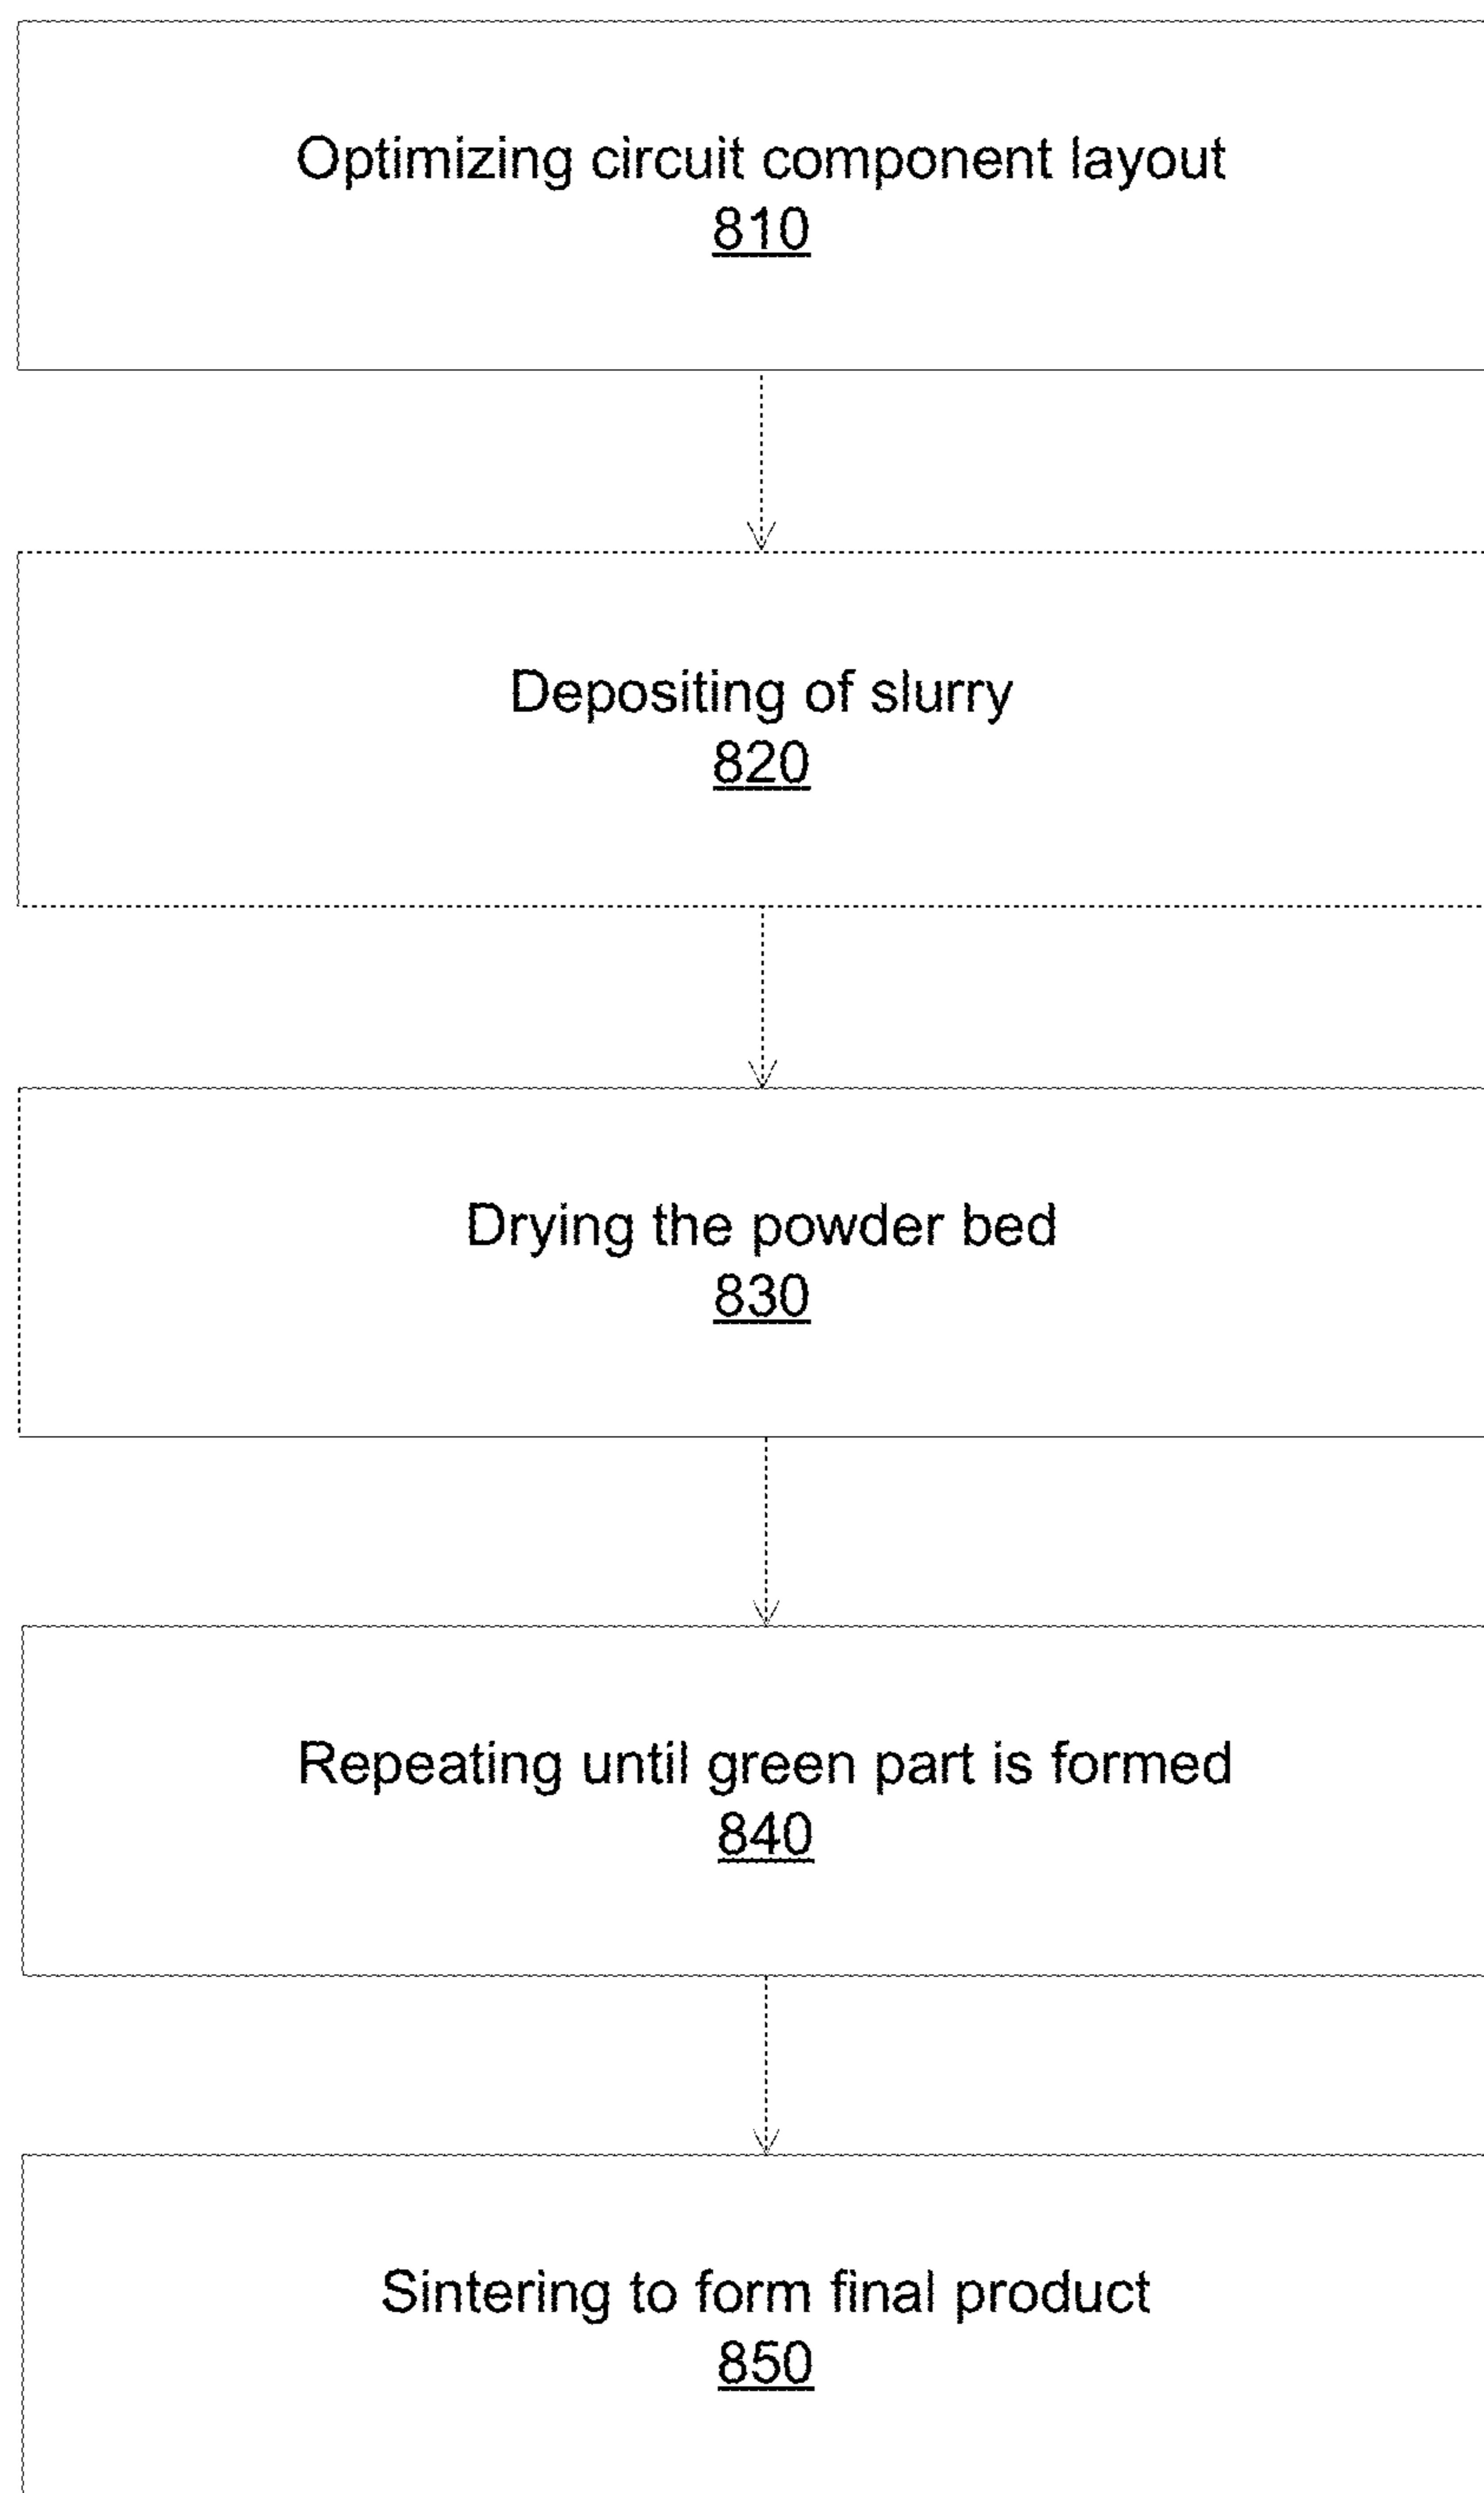 Optimizing circuit component layout
810
Depositing of slurry
820
Drying the powder bed
830
Repeating until green part is formed
840
Sintering to form final product
850